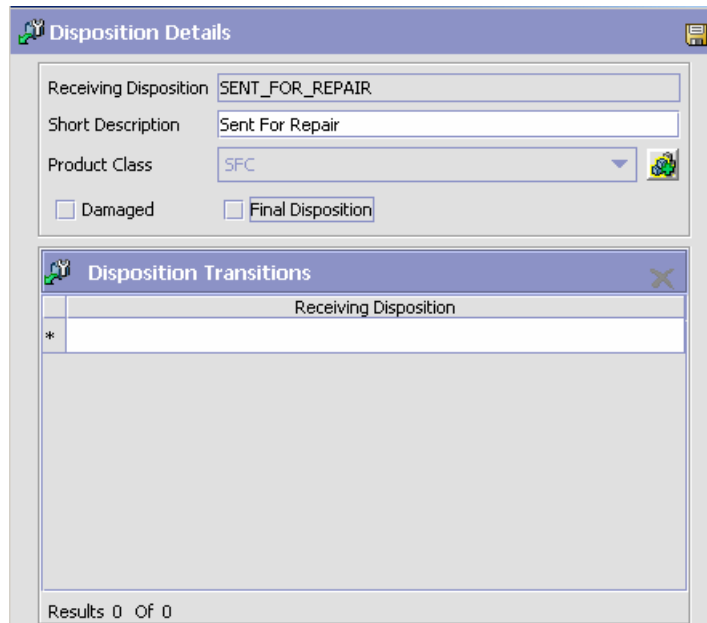 Disposition Details
Receiving Disposition SENT_FOR_REPAIR
Short Description Sent For Repair
Product Class SFC
Damaged Final Disposition
Disposition Transitions
Receiving Disposition
*
Results 0 Of 0